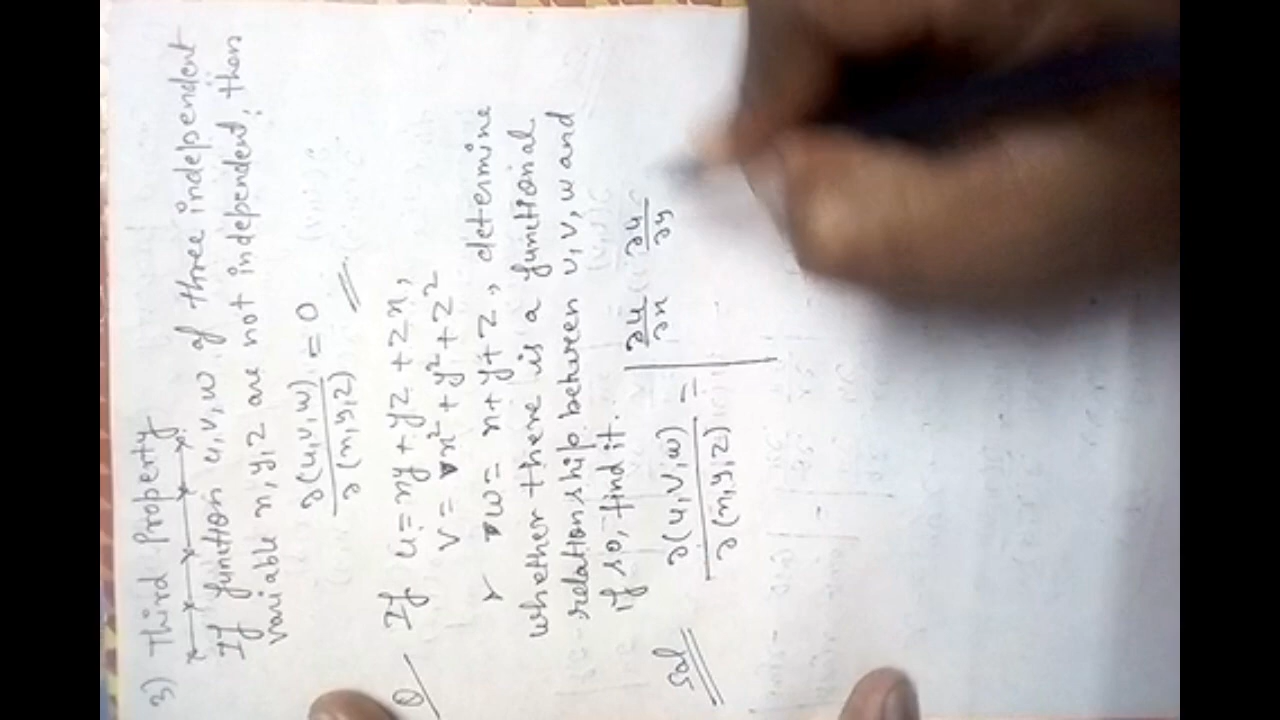 3) Third Property
If function u, v, w of three independent
variable x, y, z are not independent, then
∂(u, v, w) / ∂(x, y, z) = 0
Q If u = xy + yz + zx,
v = x² + y² + z²
w = x + y + z, determine
whether there is a functional
relationship between u, v, w and
if so, find it.
Sol ∂(u, v, w) / ∂(x, y, z) = | ∂u/∂x ∂u/∂y